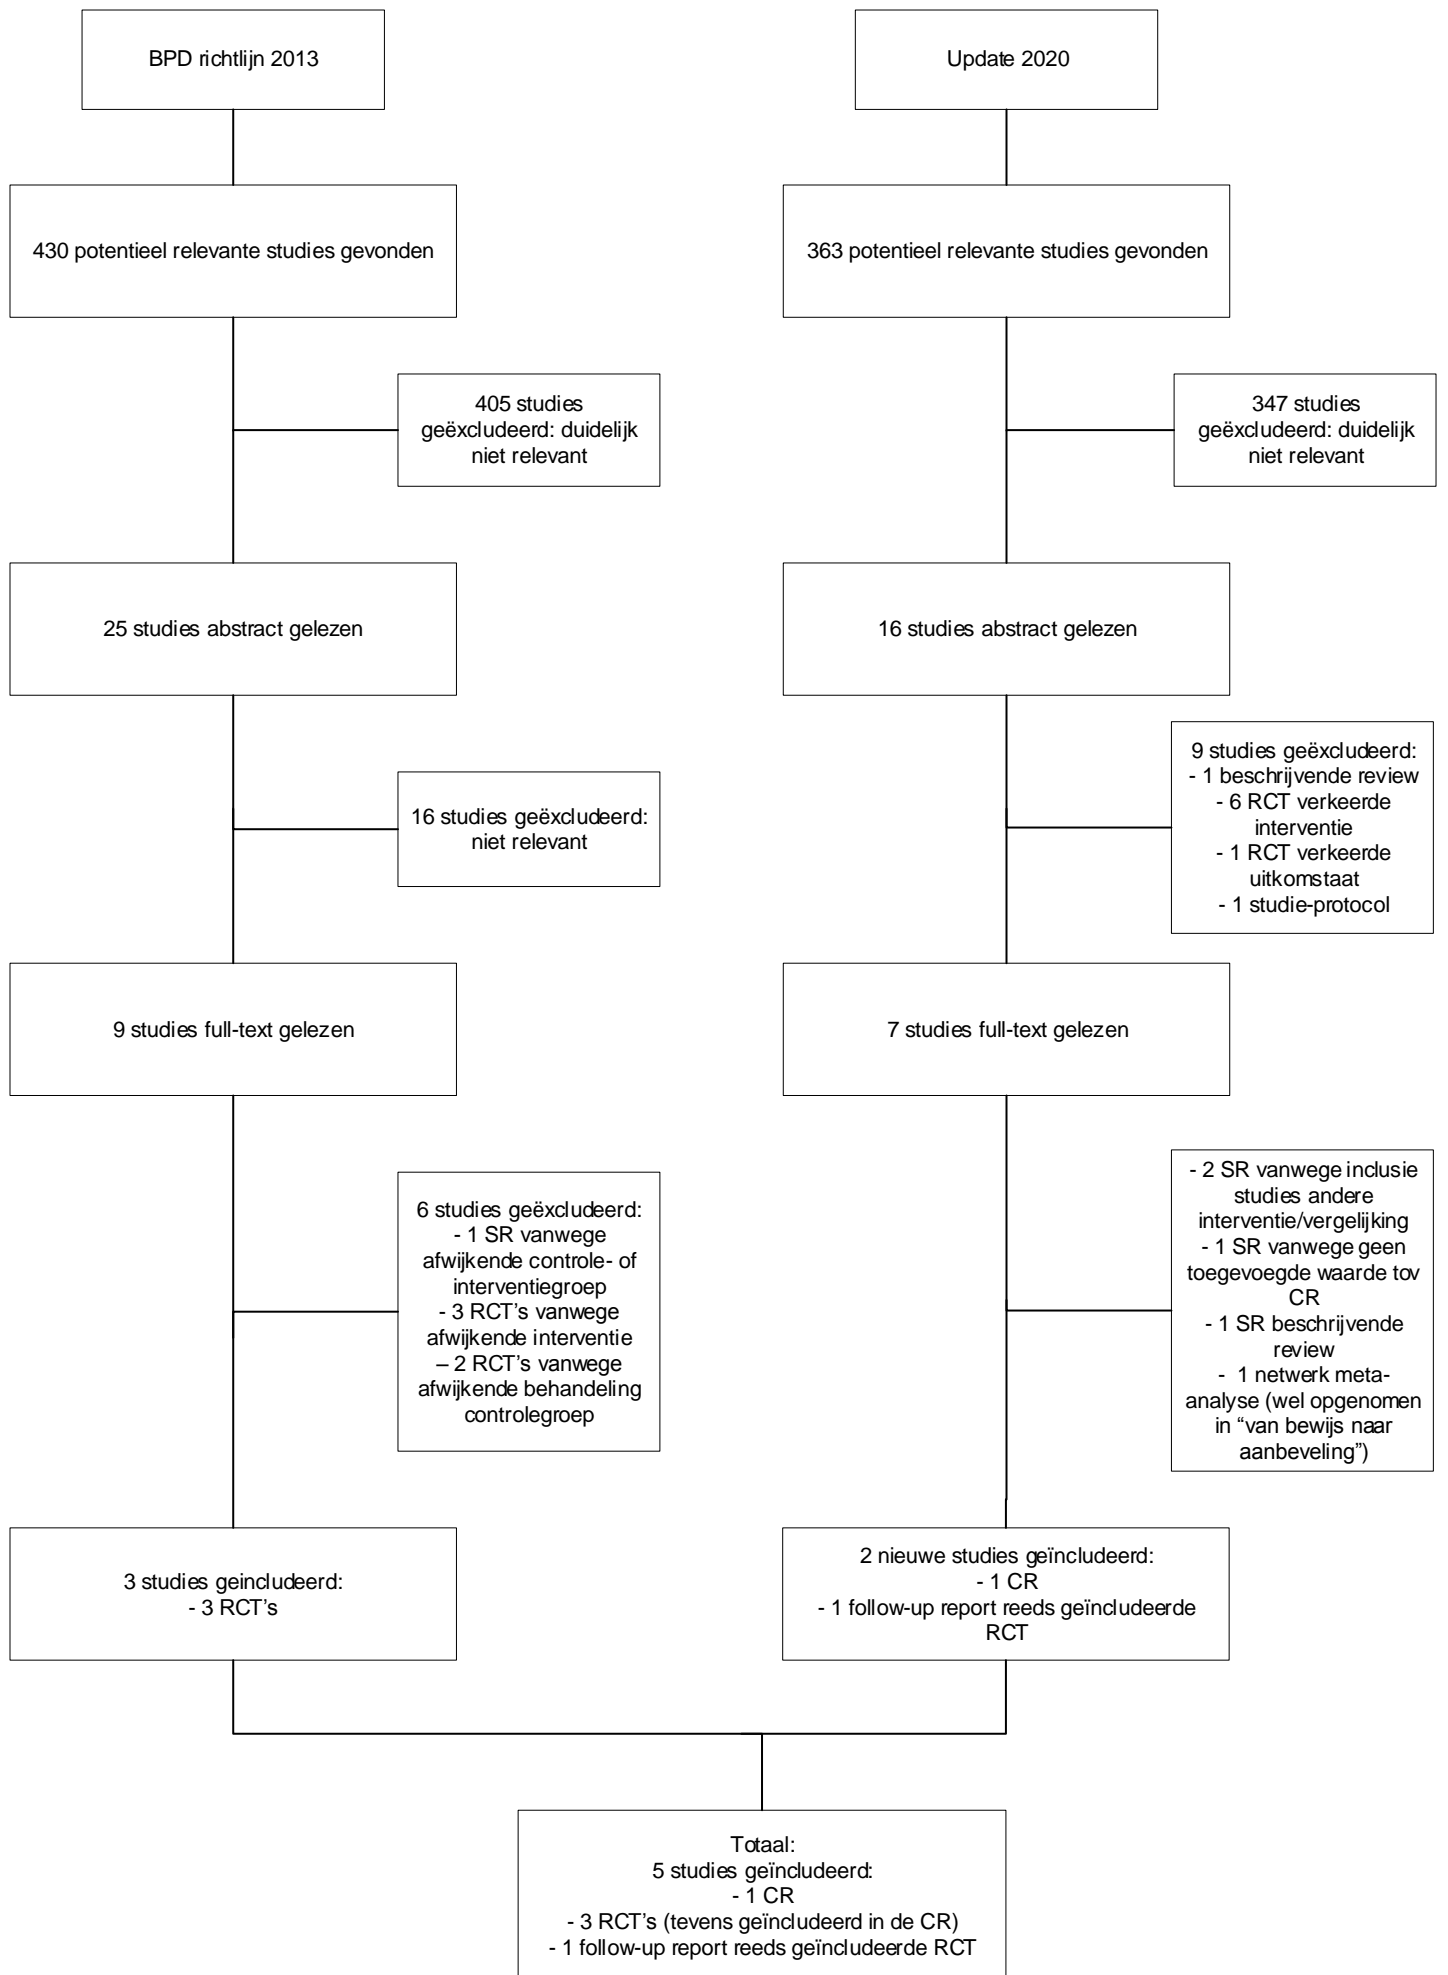 BPD richtlijn 2013
430 potentieel relevante studies gevonden
405 studies
geëxcludeerd: duidelijk
niet relevant
25 studies abstract gelezen
16 studies geëxcludeerd:
niet relevant
9 studies full-text gelezen
6 studies geëxcludeerd:
- 1 SR vanwege
afwijkende controle- of
interventiegroep
- 3 RCT’s vanwege
afwijkende interventie
– 2 RCT’s vanwege
afwijkende behandeling
controlegroep
3 studies geincludeerd:
- 3 RCT’s
Update 2020
363 potentieel relevante studies gevonden
347 studies
geëxcludeerd: duidelijk
niet relevant
16 studies abstract gelezen
9 studies geëxcludeerd:
- 1 beschrijvende review
- 6 RCT verkeerde
interventie
- 1 RCT verkeerde
uitkomstaat
- 1 studie-protocol
7 studies full-text gelezen
- 2 SR vanwege inclusie
studies andere
interventie/vergelijking
- 1 SR vanwege geen
toegevoegde waarde tov
CR
- 1 SR beschrijvende
review
- 1 netwerk meta-
analyse (wel opgenomen
in “van bewijs naar
aanbeveling”)
2 nieuwe studies geïncludeerd:
- 1 CR
- 1 follow-up report reeds geïncludeerde
RCT
Totaal:
5 studies geïncludeerd:
- 1 CR
- 3 RCT’s (tevens geïncludeerd in de CR)
- 1 follow-up report reeds geïncludeerde RCT